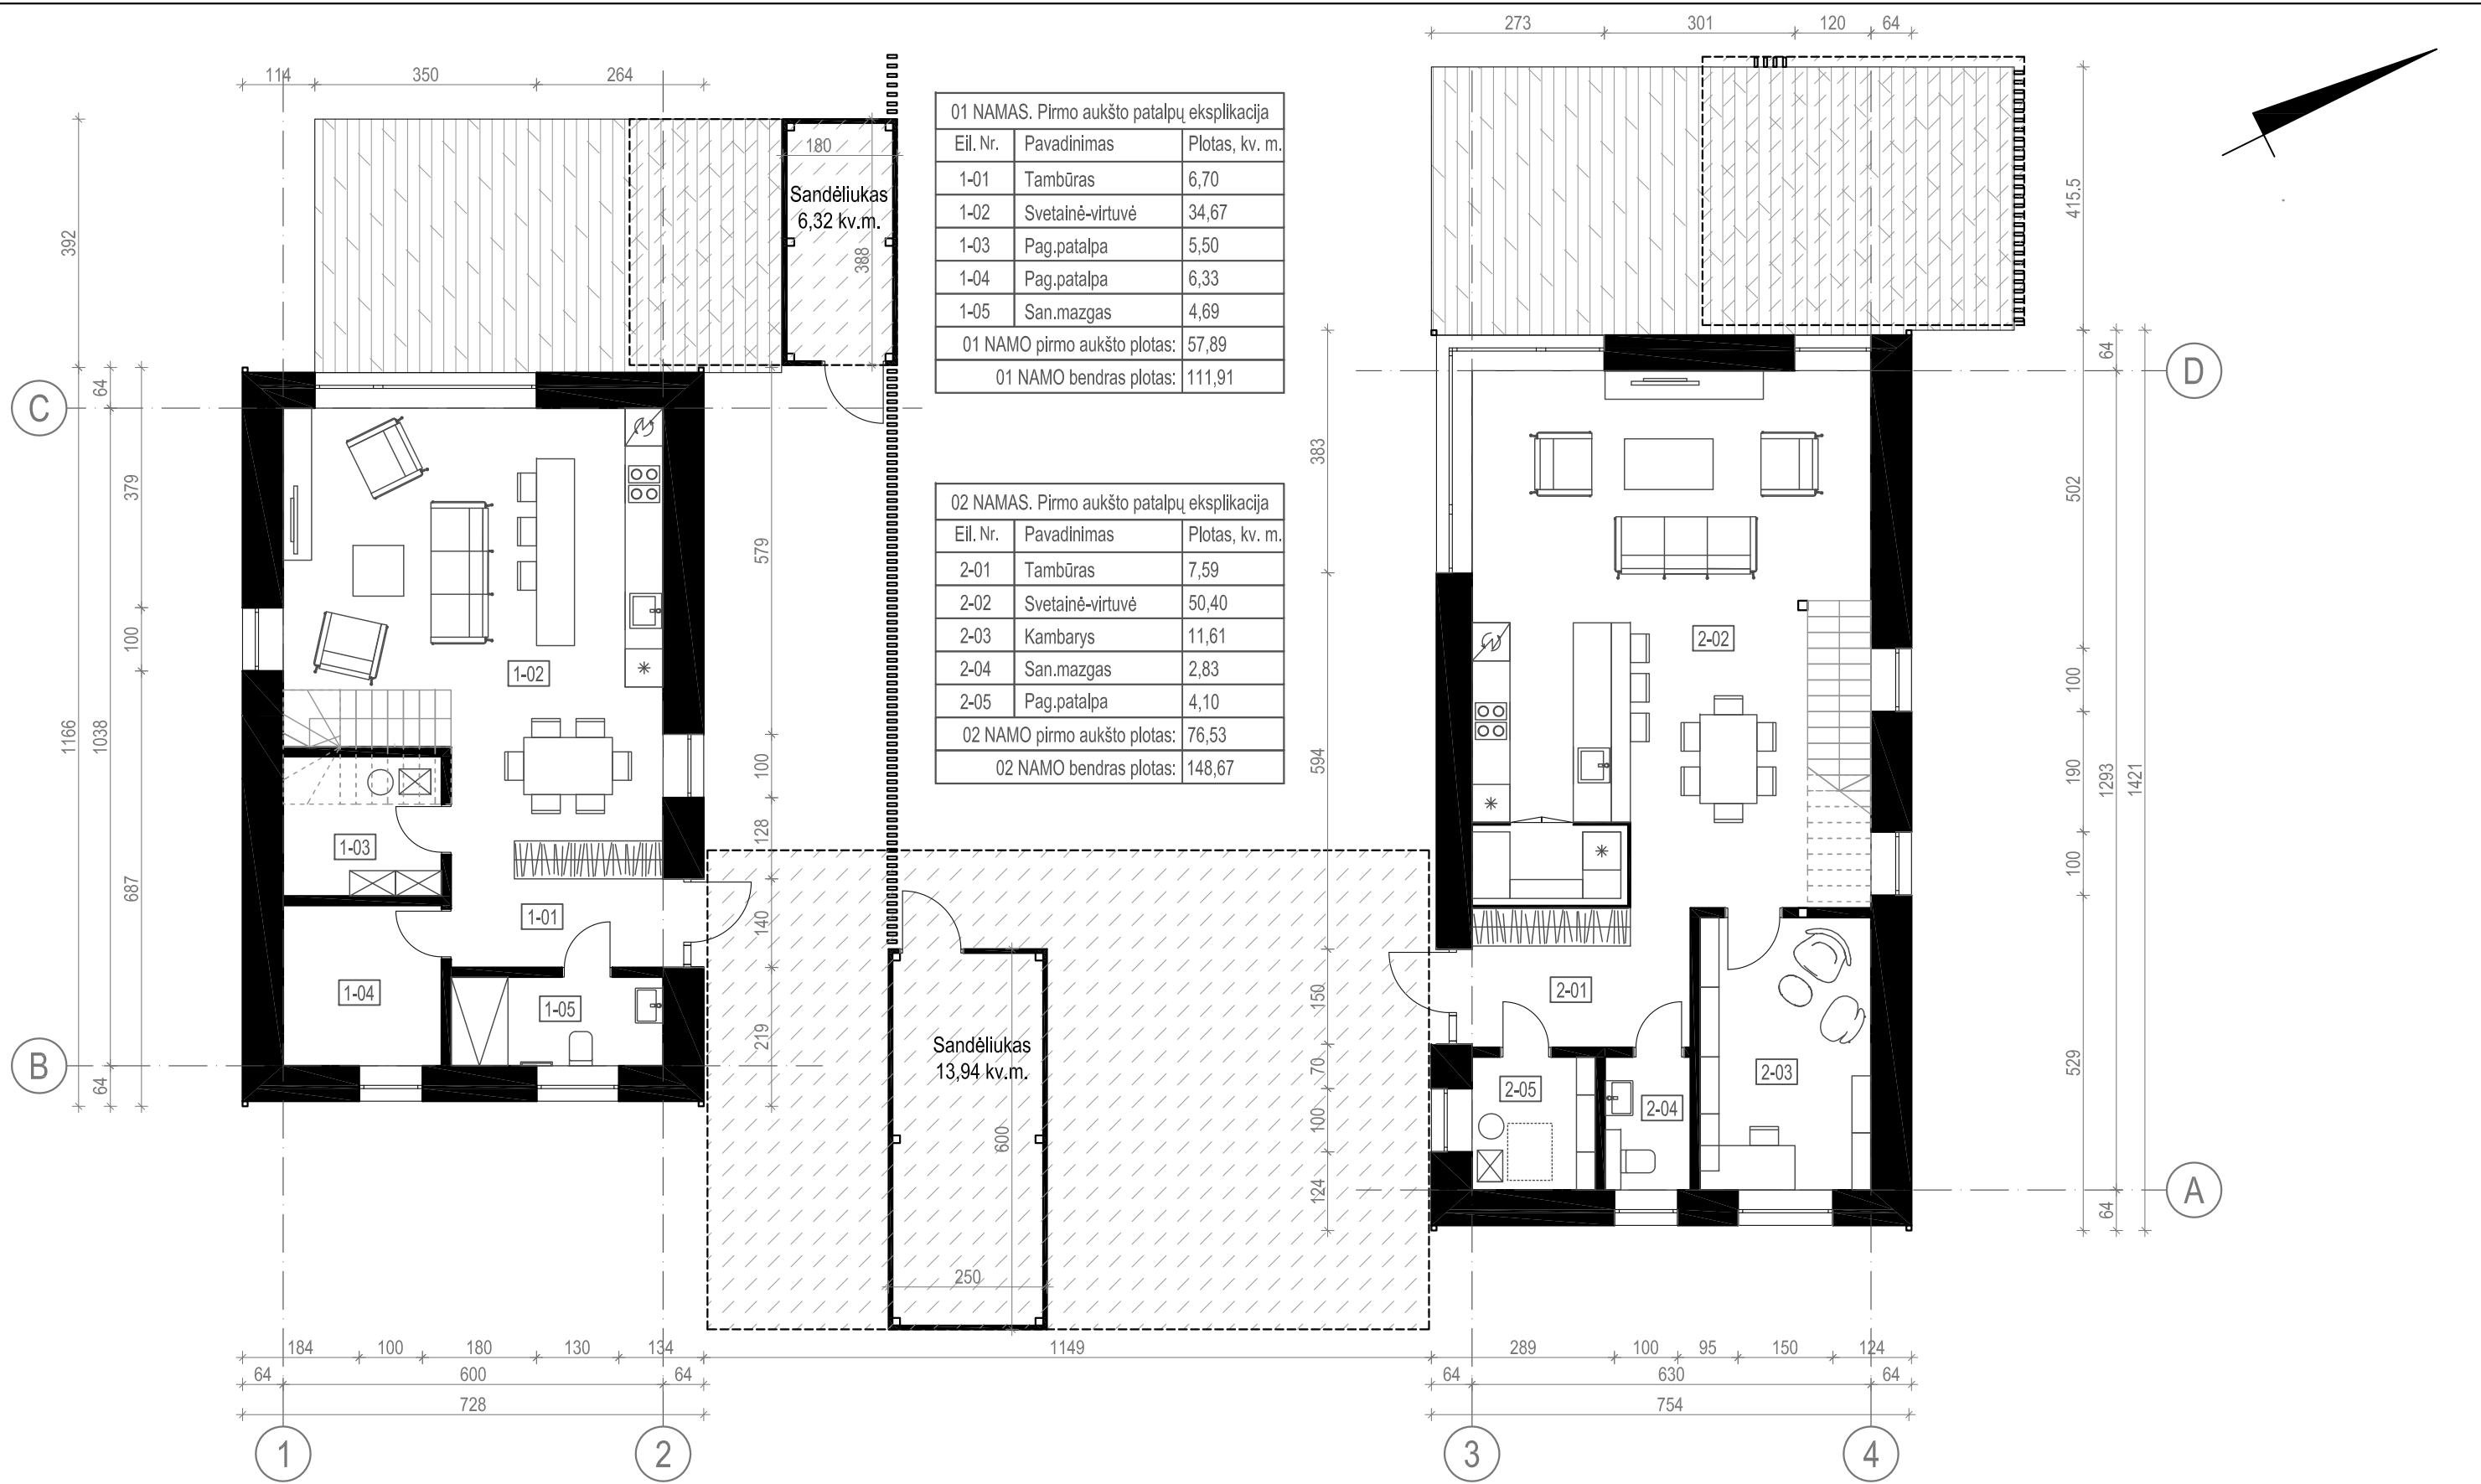 273 301 120 64
114 350 264
01 NAMAS. Pirmo aukšto patalpų eksplikacija
Eil. Nr. Pavadinimas Plotas, kv. m.
1-01 Tambūras 6,70
1-02 Svetainė-virtuvė 34,67
1-03 Pag.patalpa 5,50
1-04 Pag.patalpa 6,33
1-05 San.mazgas 4,69
01 NAMO pirmo aukšto plotas: 57,89
01 NAMO bendras plotas: 111,91
02 NAMAS. Pirmo aukšto patalpų eksplikacija
Eil. Nr. Pavadinimas Plotas, kv. m.
2-01 Tambūras 7,59
2-02 Svetainė-virtuvė 50,40
2-03 Kambarys 11,61
2-04 San.mazgas 2,83
2-05 Pag.patalpa 4,10
02 NAMO pirmo aukšto plotas: 76,53
02 NAMO bendras plotas: 148,67
180
Sandėliukas
6,32 kv.m.
388
392
1166
64
1038
64
379
100
687
C
B
1-02
1-03
1-01
1-04
1-05
579
100
128
140
219
Sandėliukas
13,94 kv.m.
600
250
383
594
150
70
100
124
2-02
2-01
2-05
2-04
2-03
415.5
502
100
190
100
529
64
1293
64
1421
D
A
184 100 180 130 134 1149 289 100 95 150 124
64 600 64 64 630 64
728 754
1 2 3 4